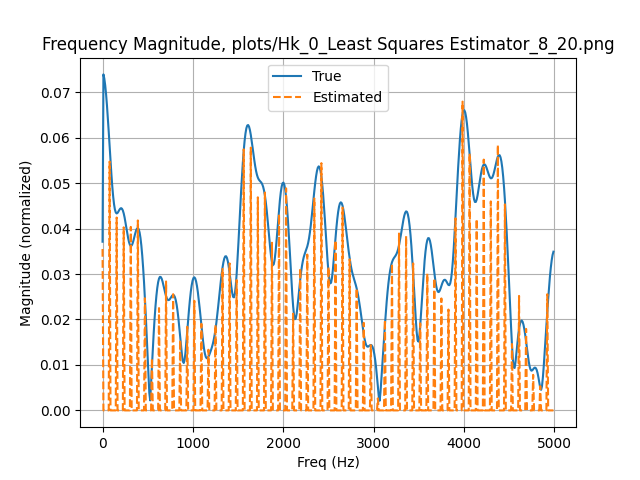 Frequency Magnitude, plots/Hk_0_Least Squares Estimator_8_20.png
True
Estimated
Magnitude (normalized)
0.07
0.06
0.05
0.04
0.03
0.02
0.01
0.00
0 1000 2000 3000 4000 5000
Freq (Hz)